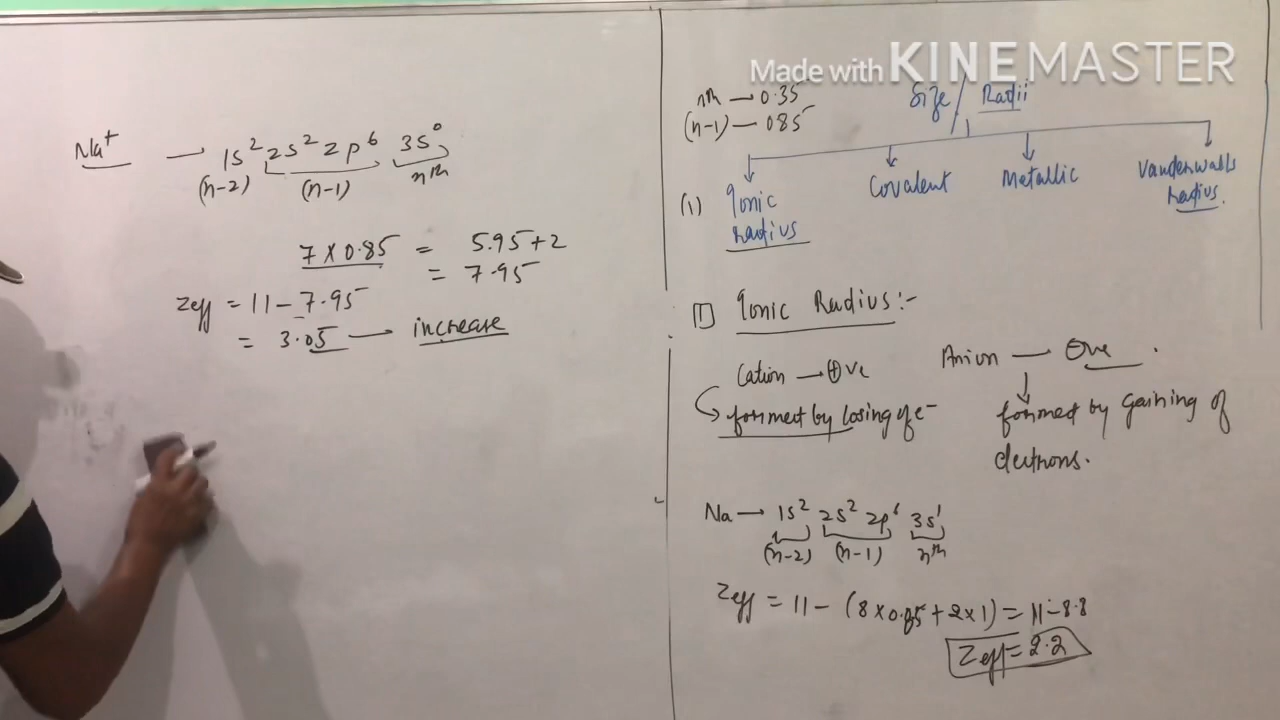 Made with KINEMASTER
Na⁺ — 1s² 2s² 2p⁶ 3s⁰
(n-2) (n-1) nth
7 × 0.85 = 5.95 + 2
= 7.95
Zeff = 11 - 7.95
= 3.05 — increase
nth — 0.35
(n-1) — 085
Size / Radii
(1) Ionic radius
Covalent
Metallic
Vanderwalls radius.
(1) Ionic Radius:-
Cation → ⊕ve
formed by losing of e⁻
Anion — ⊖ve.
formed by gaining of
electrons.
Na → 1s² 2s² 2p⁶ 3s¹
(n-2) (n-1) nth
Zeff = 11 - (8 × 0.85 + 2 × 1) = 11 - 8.8
Zeff = 2.2